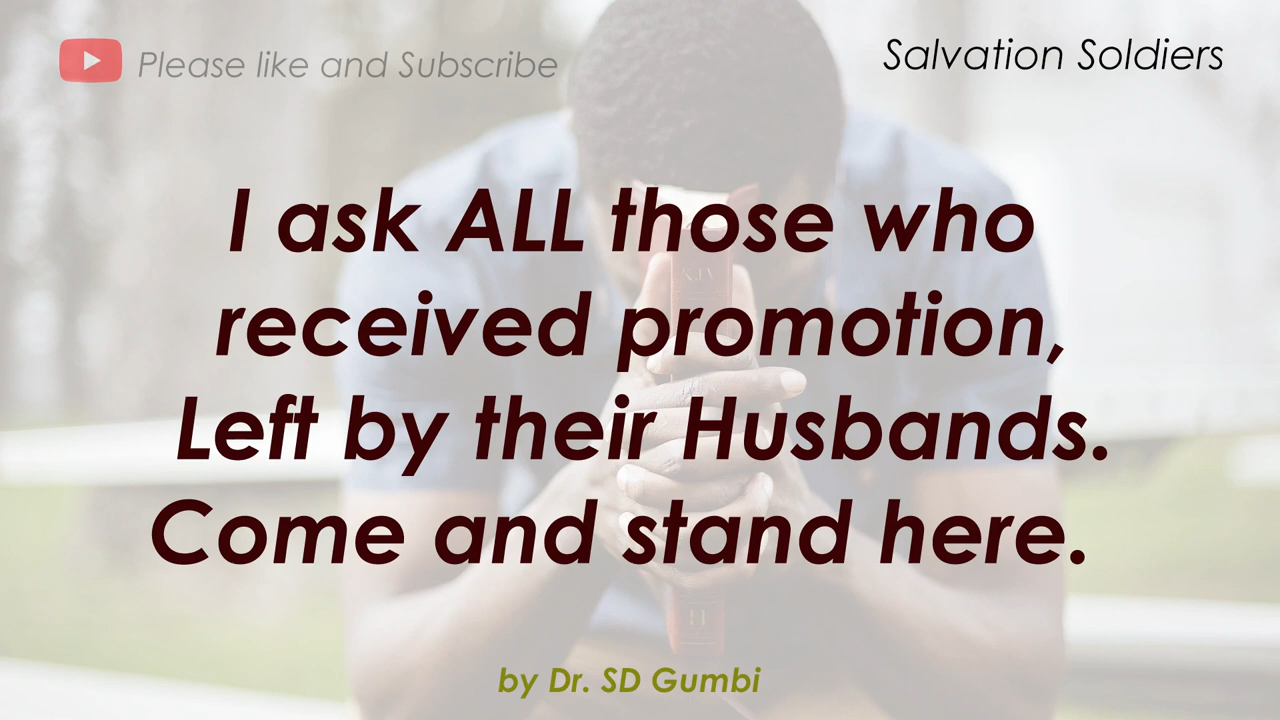 Please like and Subscribe
Salvation Soldiers
I ask ALL those who
received promotion,
Left by their Husbands.
Come and stand here.
KJV
H
by Dr. SD Gumbi